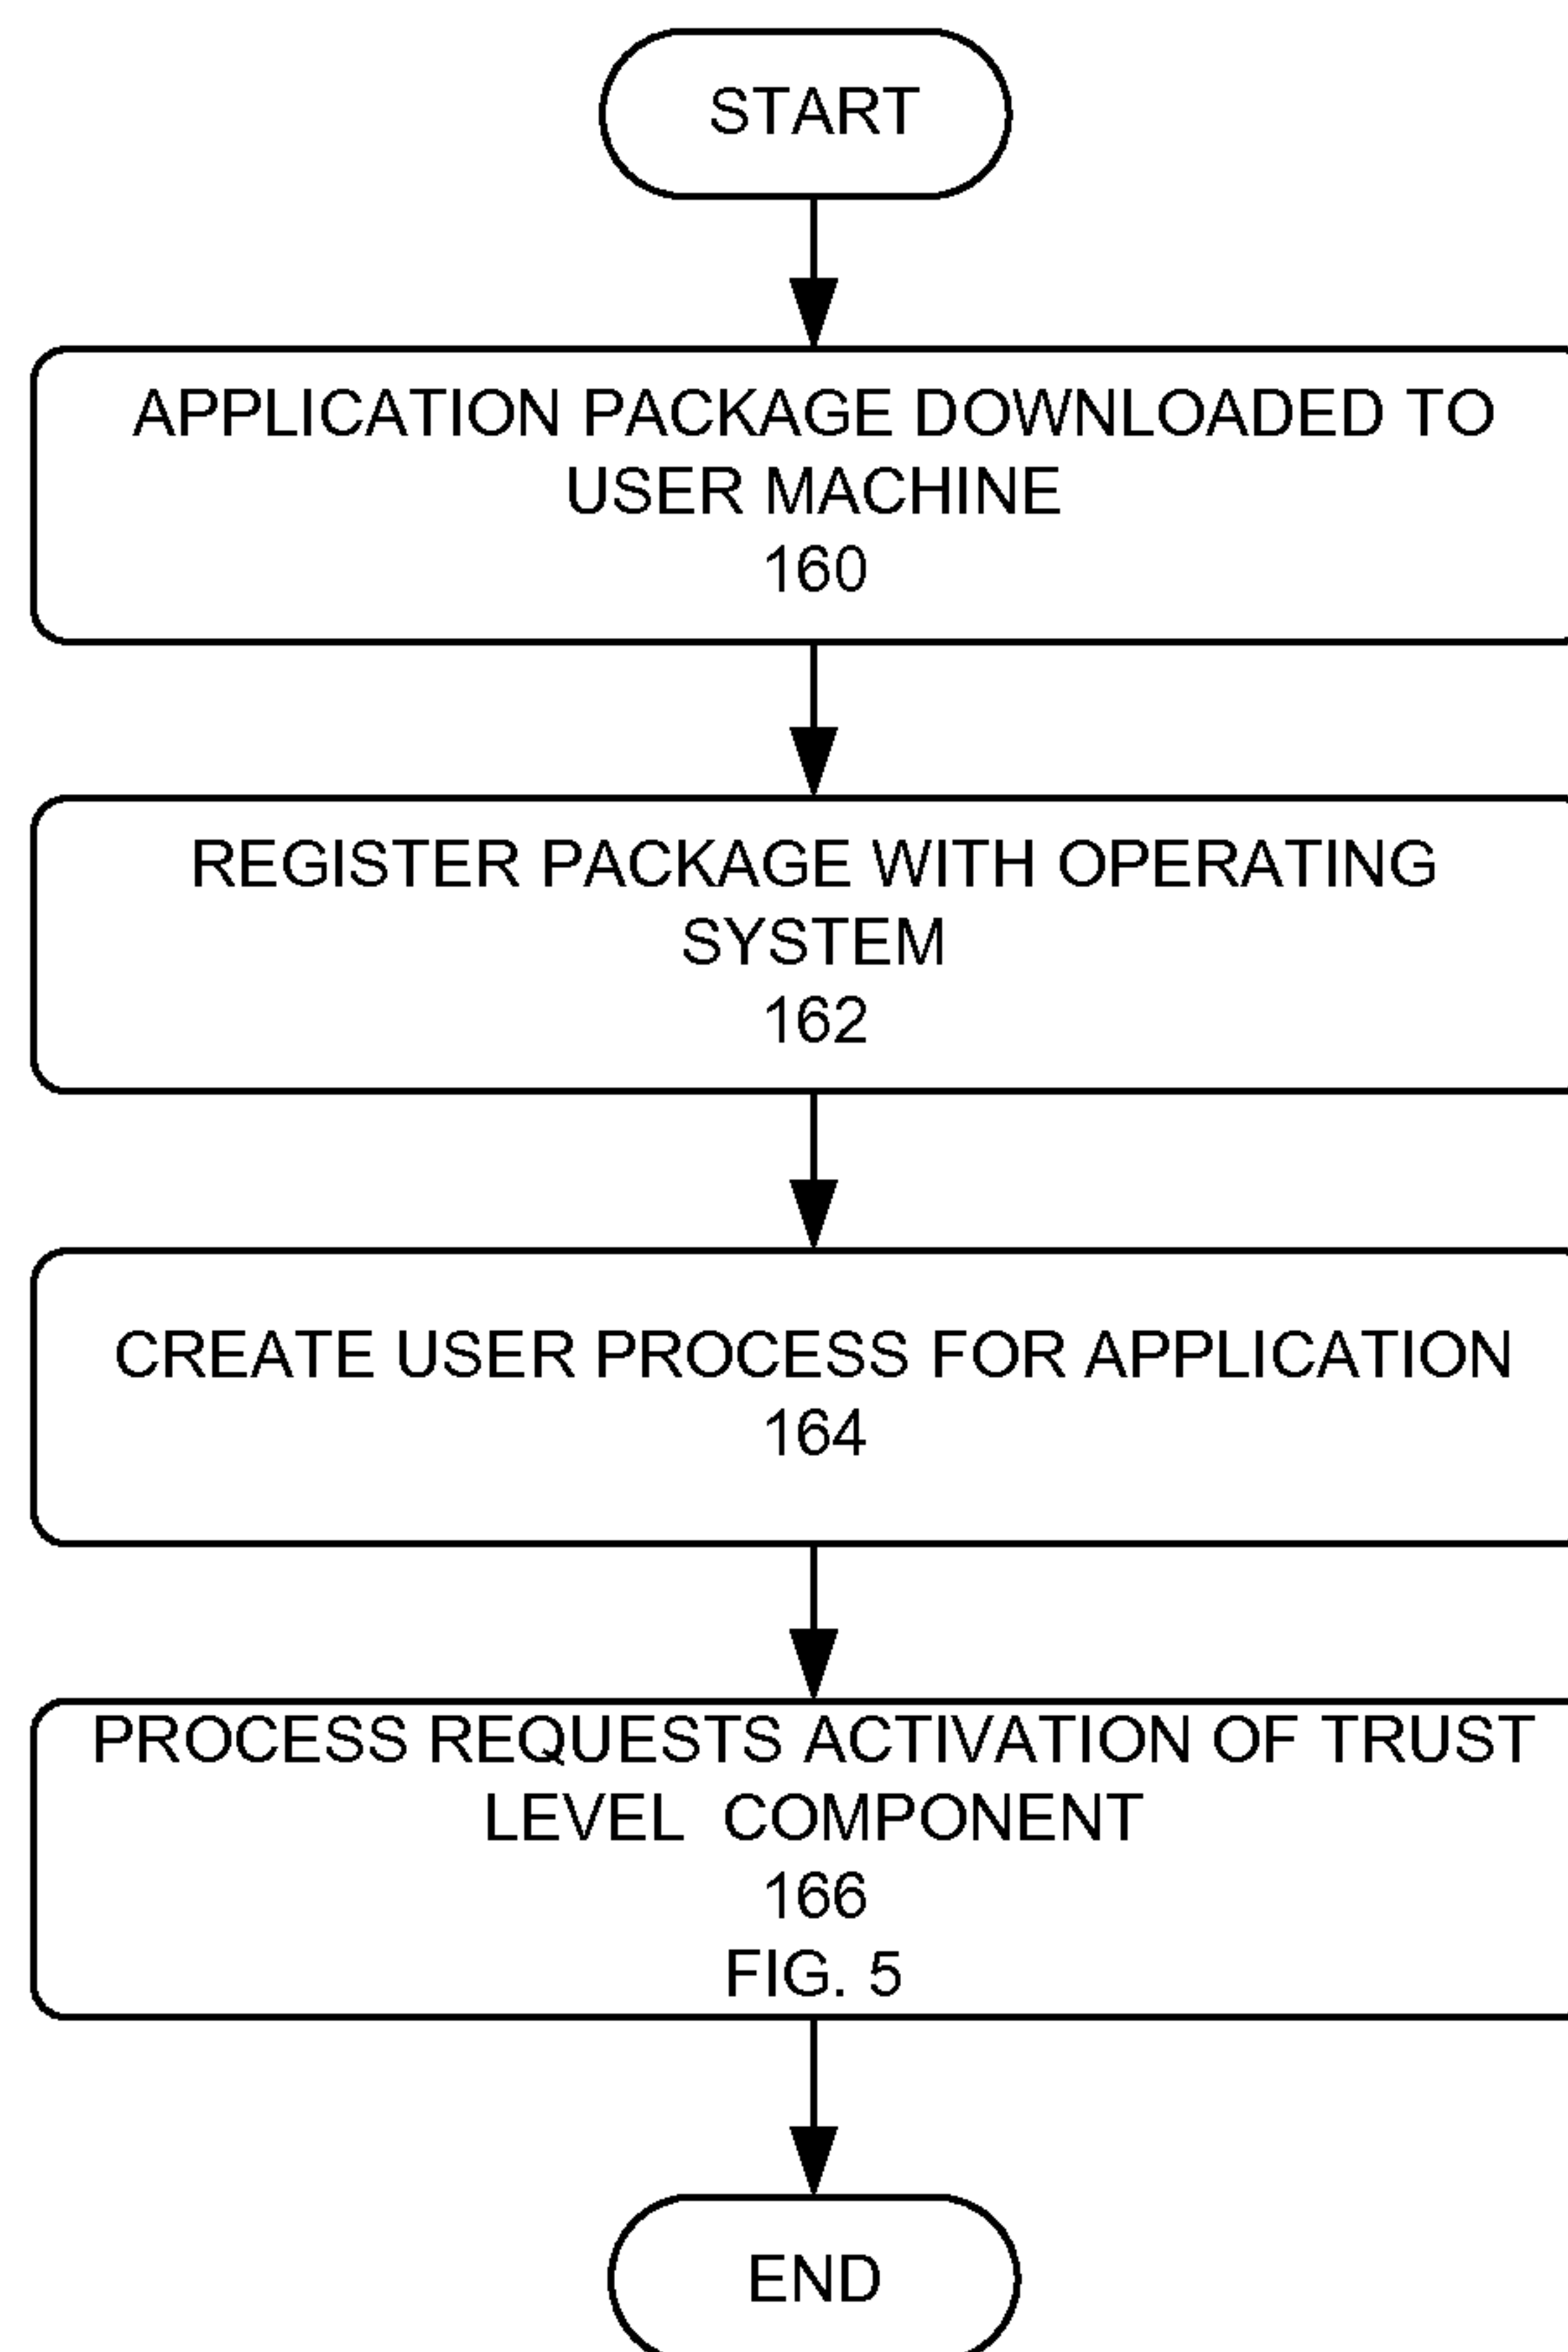 START
APPLICATION PACKAGE DOWNLOADED TO
USER MACHINE
160
REGISTER PACKAGE WITH OPERATING
SYSTEM
162
CREATE USER PROCESS FOR APPLICATION
164
PROCESS REQUESTS ACTIVATION OF TRUST
LEVEL COMPONENT
166
FIG. 5
END